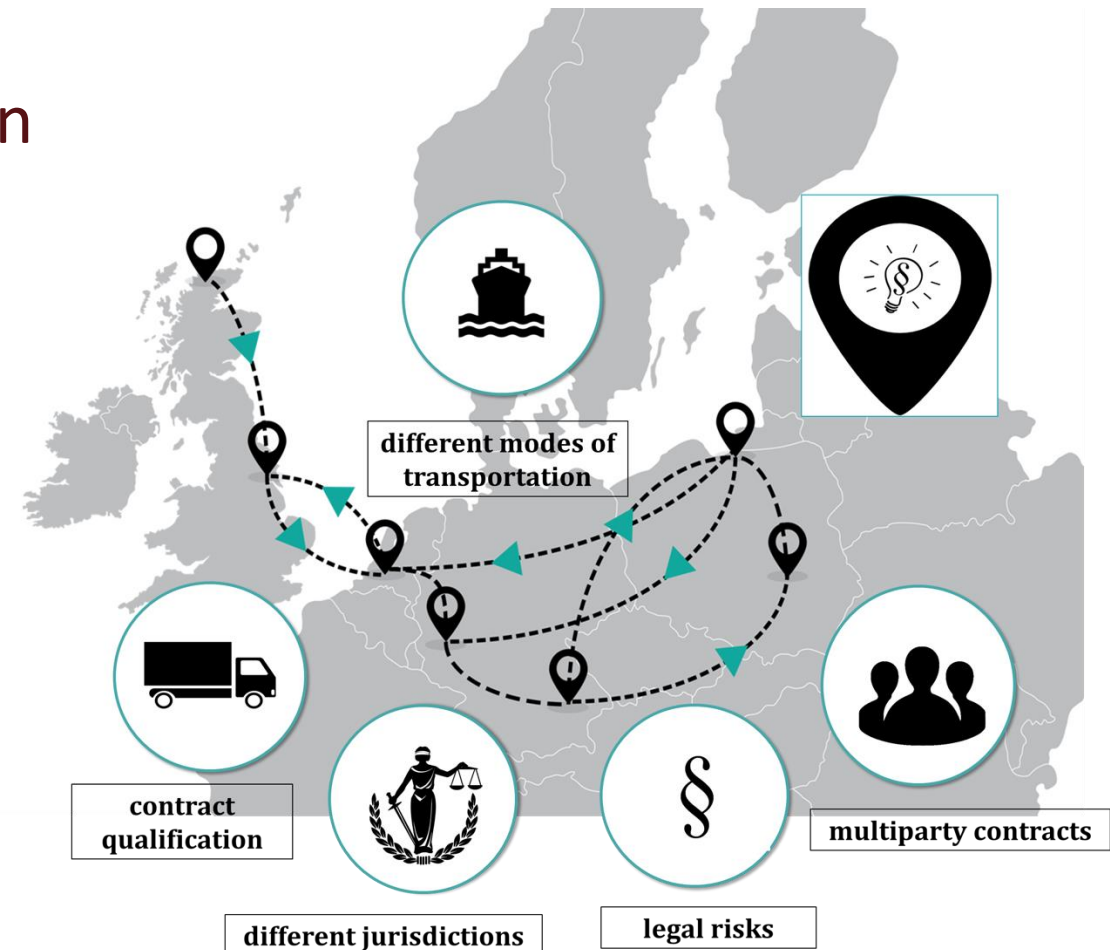 n
different modes of
transportation
contract
qualification
multiparty contracts
different jurisdictions
legal risks
§
§